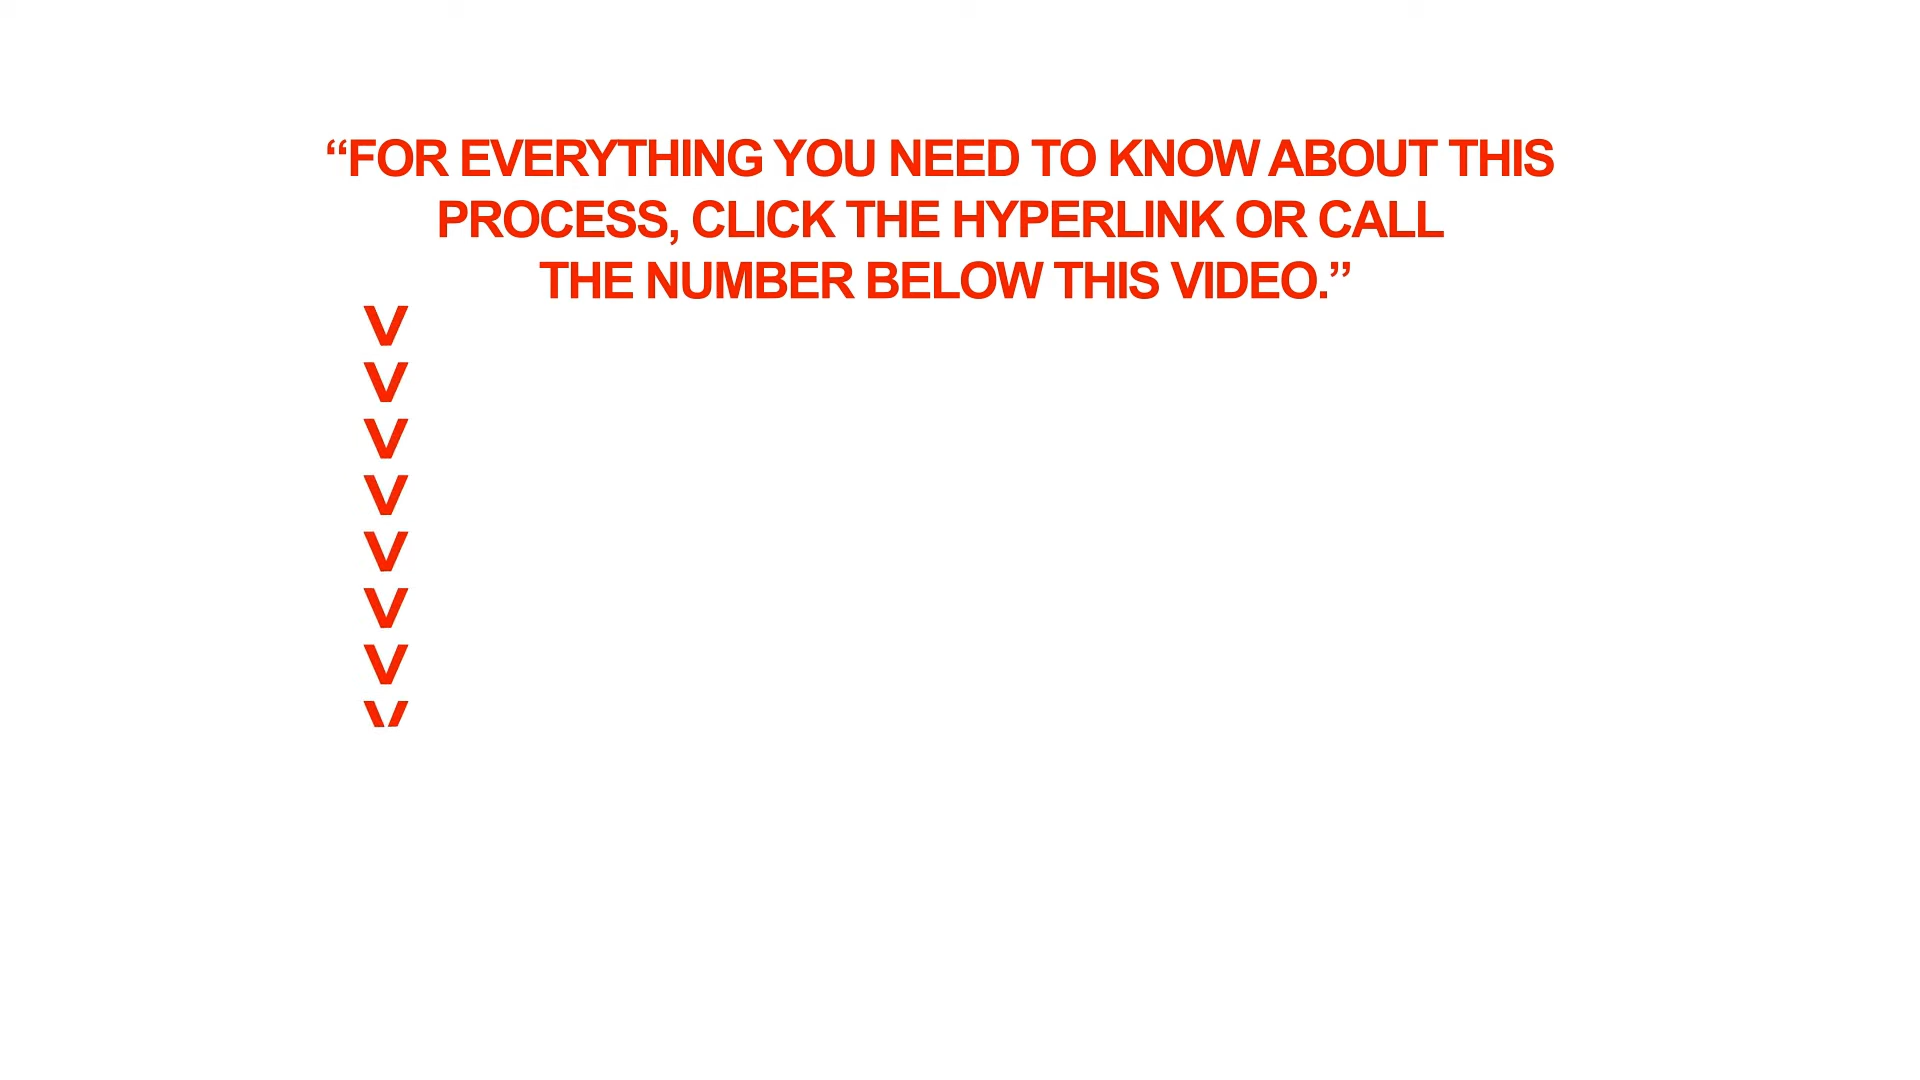 “FOR EVERYTHING YOU NEED TO KNOW ABOUT THIS
PROCESS, CLICK THE HYPERLINK OR CALL
THE NUMBER BELOW THIS VIDEO.”
V
V
V
V
V
V
V
V